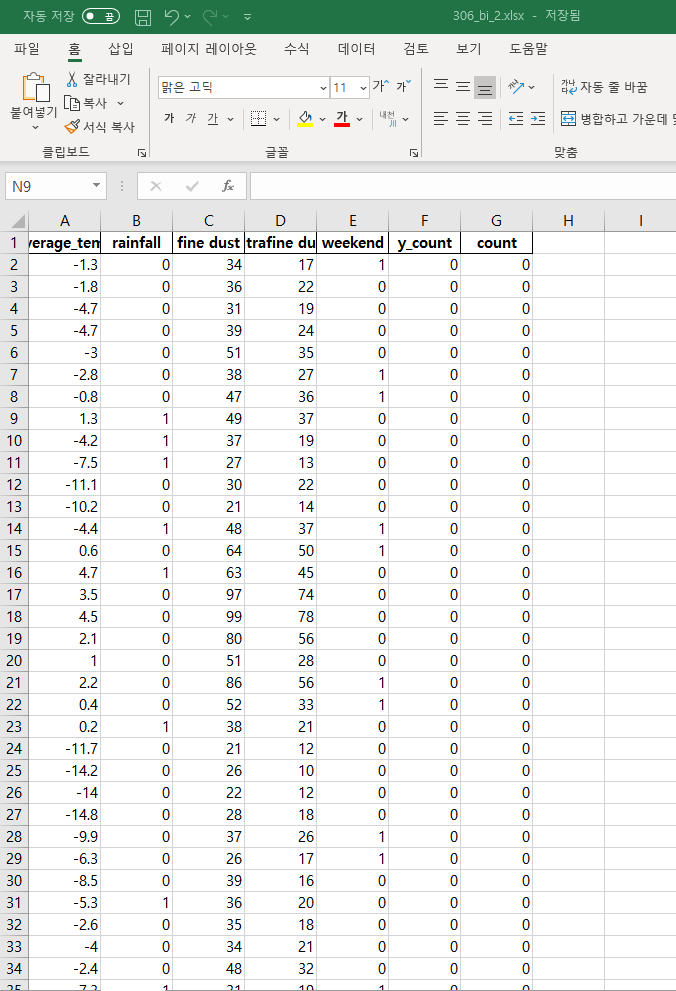 자동 저장 끔 306_bi_2.xlsx - 저장됨
파일 홈 삽입 페이지 레이아웃 수식 데이터 검토 보기 도움말
붙여넣기
잘라내기
복사
서식 복사
클립보드
맑은 고딕 11 가 가
가 가 가 가 내천
글꼴
가나다 자동 줄 바꿈
병합하고 가운데 맞
맞춤
N9 fx
A B C D E F G H I
1 verage_tem rainfall fine dust trafine du weekend y_count count
2 -1.3 0 34 17 1 0 0
3 -1.8 0 36 22 0 0 0
4 -4.7 0 31 19 0 0 0
5 -4.7 0 39 24 0 0 0
6 -3 0 51 35 0 0 0
7 -2.8 0 38 27 1 0 0
8 -0.8 0 47 36 1 0 0
9 1.3 1 49 37 0 0 0
10 -4.2 1 37 19 0 0 0
11 -7.5 1 27 13 0 0 0
12 -11.1 0 30 22 0 0 0
13 -10.2 0 21 14 0 0 0
14 -4.4 1 48 37 1 0 0
15 0.6 0 64 50 1 0 0
16 4.7 1 63 45 0 0 0
17 3.5 0 97 74 0 0 0
18 4.5 0 99 78 0 0 0
19 2.1 0 80 56 0 0 0
20 1 0 51 28 0 0 0
21 2.2 0 86 56 1 0 0
22 0.4 0 52 33 1 0 0
23 0.2 1 38 21 0 0 0
24 -11.7 0 21 12 0 0 0
25 -14.2 0 26 10 0 0 0
26 -14 0 22 12 0 0 0
27 -14.8 0 28 18 0 0 0
28 -9.9 0 37 26 1 0 0
29 -6.3 0 26 17 1 0 0
30 -8.5 0 39 16 0 0 0
31 -5.3 1 36 20 0 0 0
32 -2.6 0 35 18 0 0 0
33 -4 0 34 21 0 0 0
34 -2.4 0 48 32 0 0 0